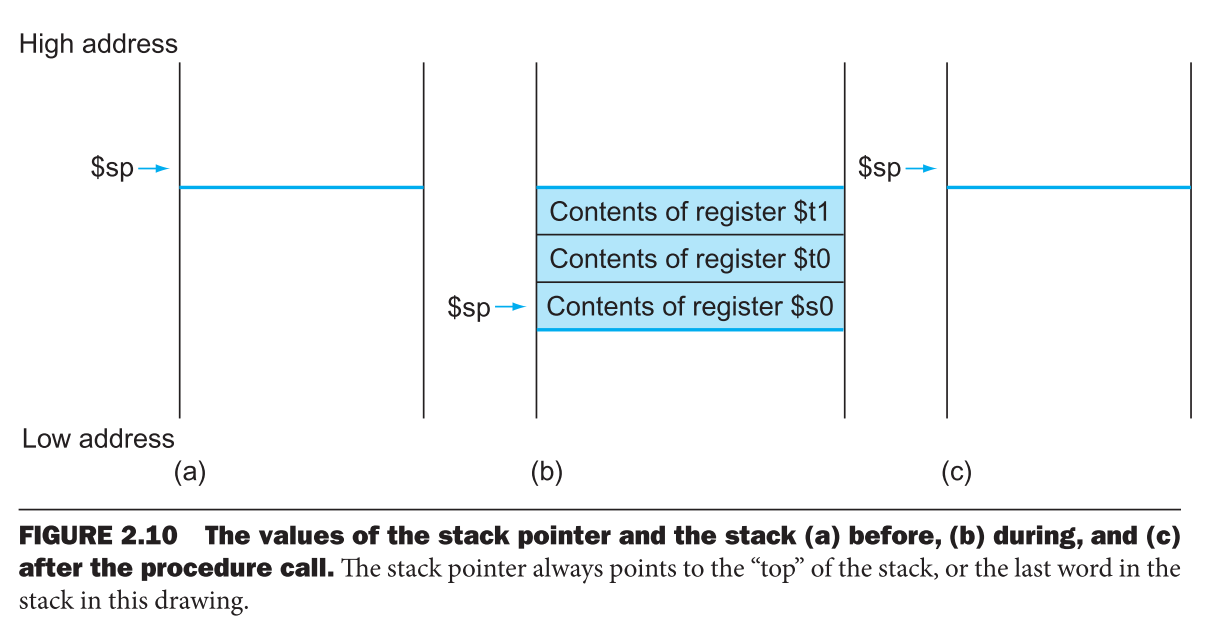 High address
$sp
$sp
Contents of register $t1
Contents of register $t0
$sp
Contents of register $s0
Low address
(a)
(b)
(c)
FIGURE 2.10 The values of the stack pointer and the stack (a) before, (b) during, and (c)
after the procedure call. The stack pointer always points to the “top” of the stack, or the last word in the
stack in this drawing.